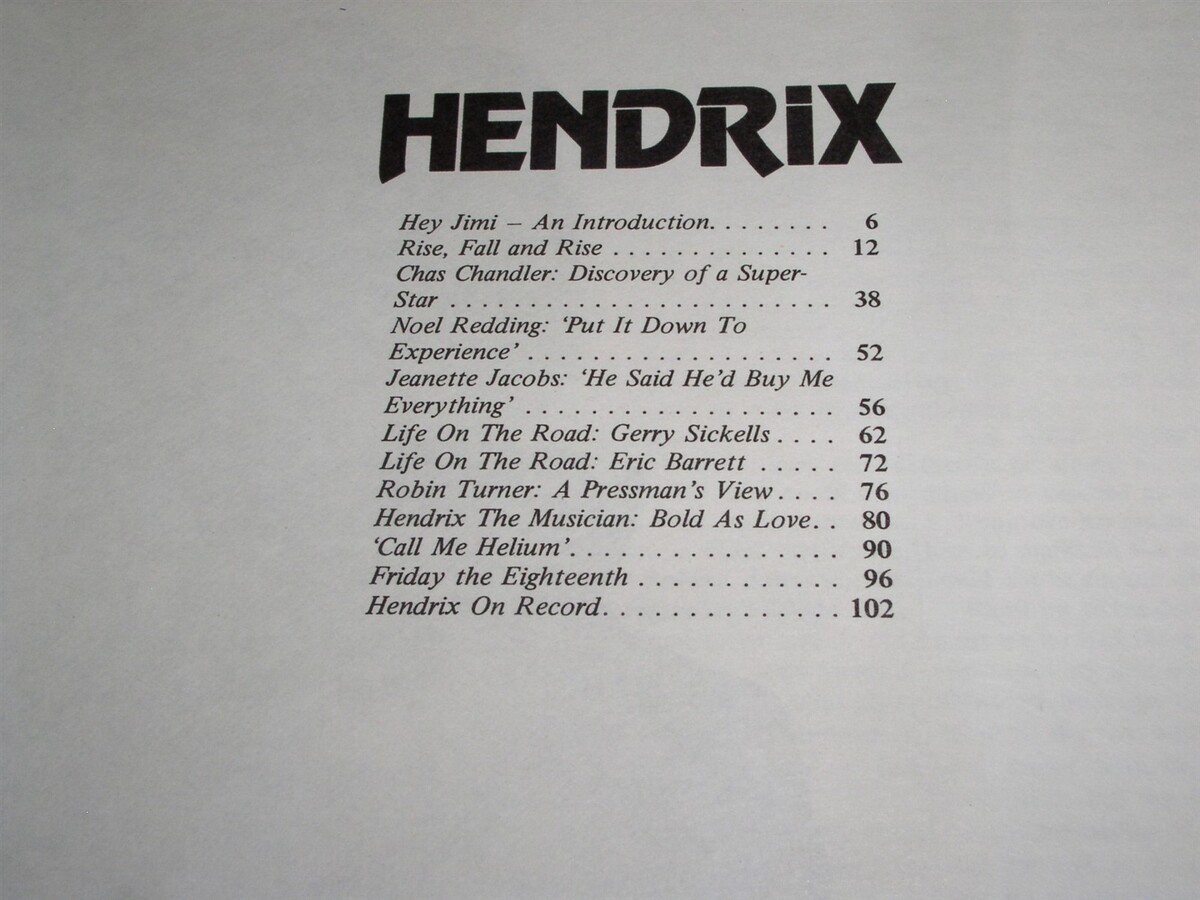 HENDRiX
Hey Jimi – An Introduction. . . . . . . . 6
Rise, Fall and Rise . . . . . . . . . . . . . . 12
Chas Chandler: Discovery of a Super-
Star . . . . . . . . . . . . . . . . . . . . . . . . 38
Noel Redding: ‘Put It Down To
Experience’ . . . . . . . . . . . . . . . . . . . 52
Jeanette Jacobs: ‘He Said He’d Buy Me
Everything’ . . . . . . . . . . . . . . . . . . . 56
Life On The Road: Gerry Sickells . . . . 62
Life On The Road: Eric Barrett . . . . . 72
Robin Turner: A Pressman’s View. . . . 76
Hendrix The Musician: Bold As Love. . 80
‘Call Me Helium’. . . . . . . . . . . . . . . . 90
Friday the Eighteenth . . . . . . . . . . . . 96
Hendrix On Record. . . . . . . . . . . . . . 102